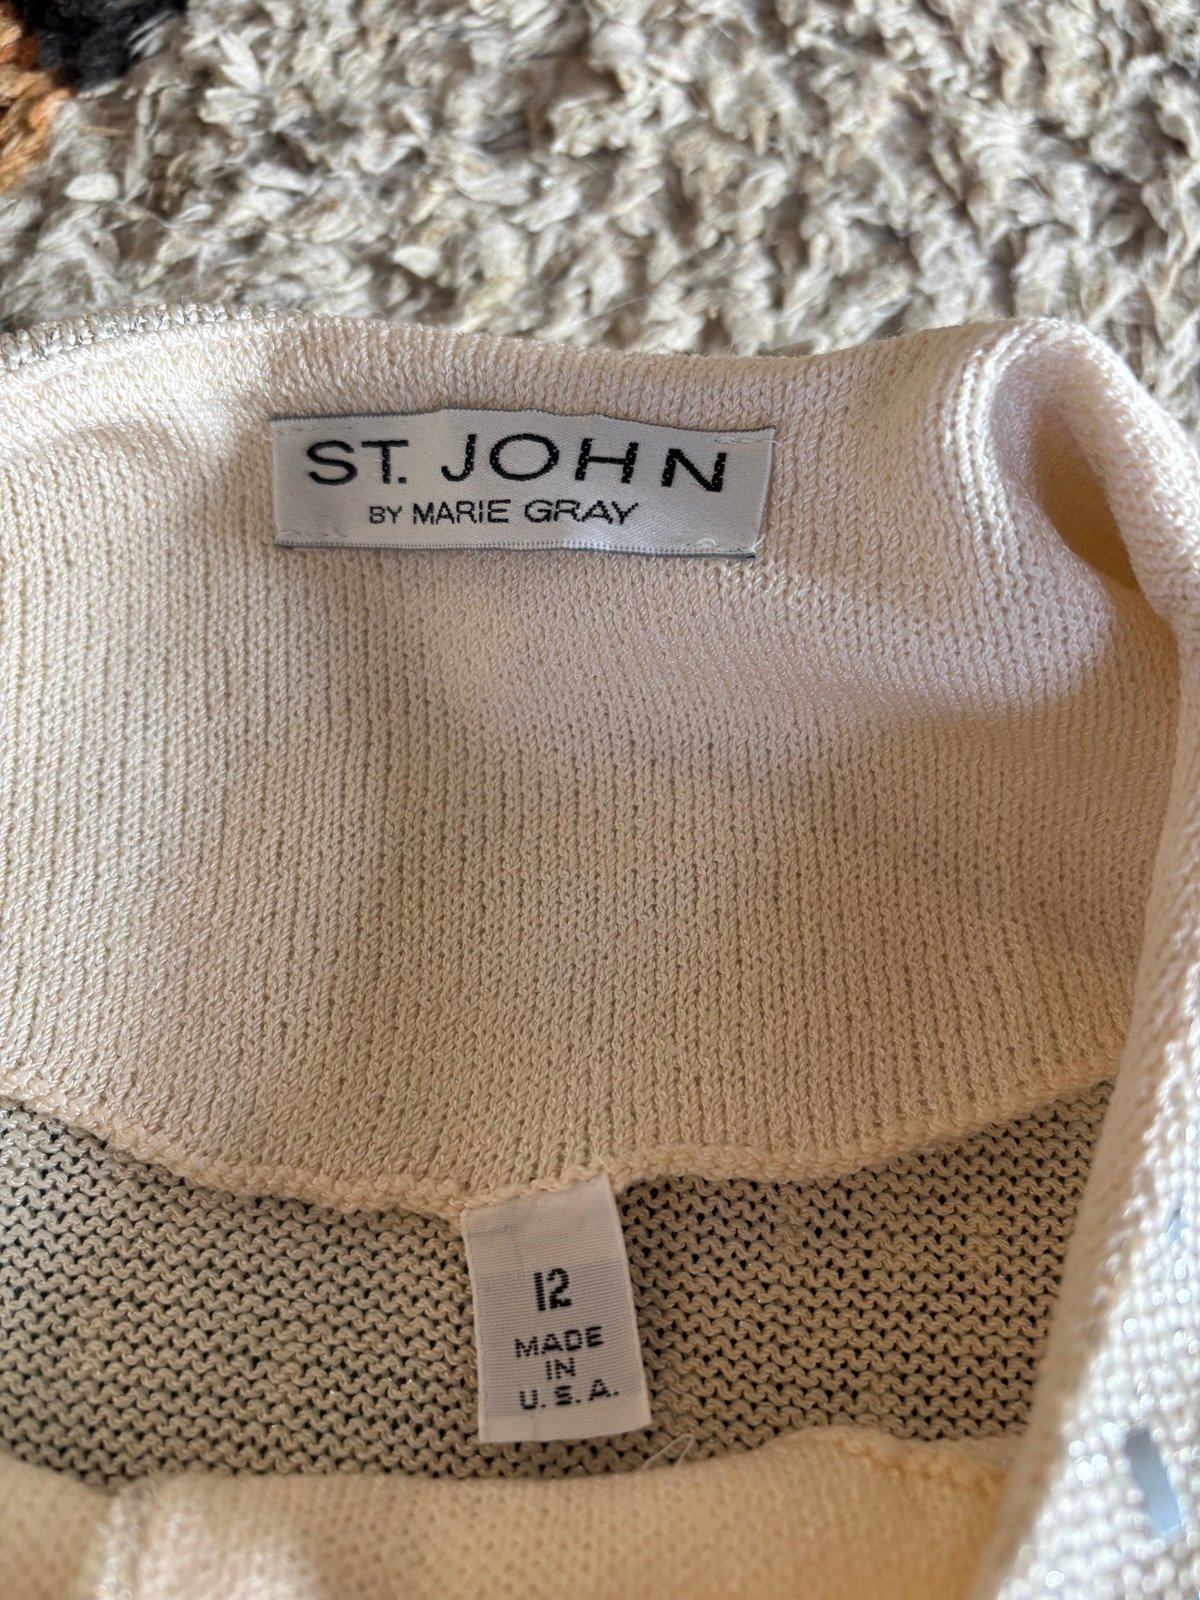 ST. JOHN
BY MARIE GRAY
12
MADE
IN
U.S.A.